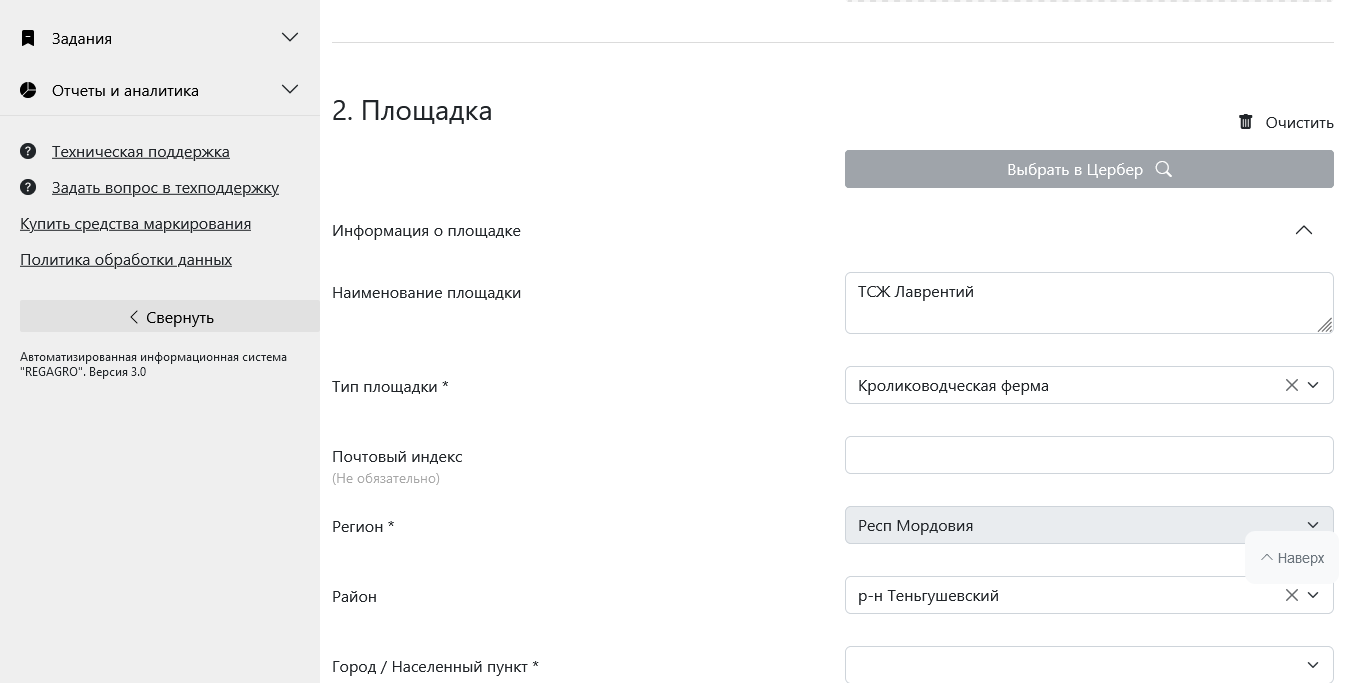 Задания
Отчеты и аналитика
Техническая поддержка
Задать вопрос в техподдержку
Купить средства маркирования
Политика обработки данных
Свернуть
Автоматизированная информационная система
"REGAGRO". Версия 3.0
2. Площадка
Очистить
Выбрать в Цербер
Информация о площадке
Наименование площадки
ТСЖ Лаврентий
Тип площадки *
Кролиководческая ферма
Почтовый индекс
(Не обязательно)
Регион *
Респ Мордовия
Наверх
Район
р-н Теньгушевский
Город / Населенный пункт *